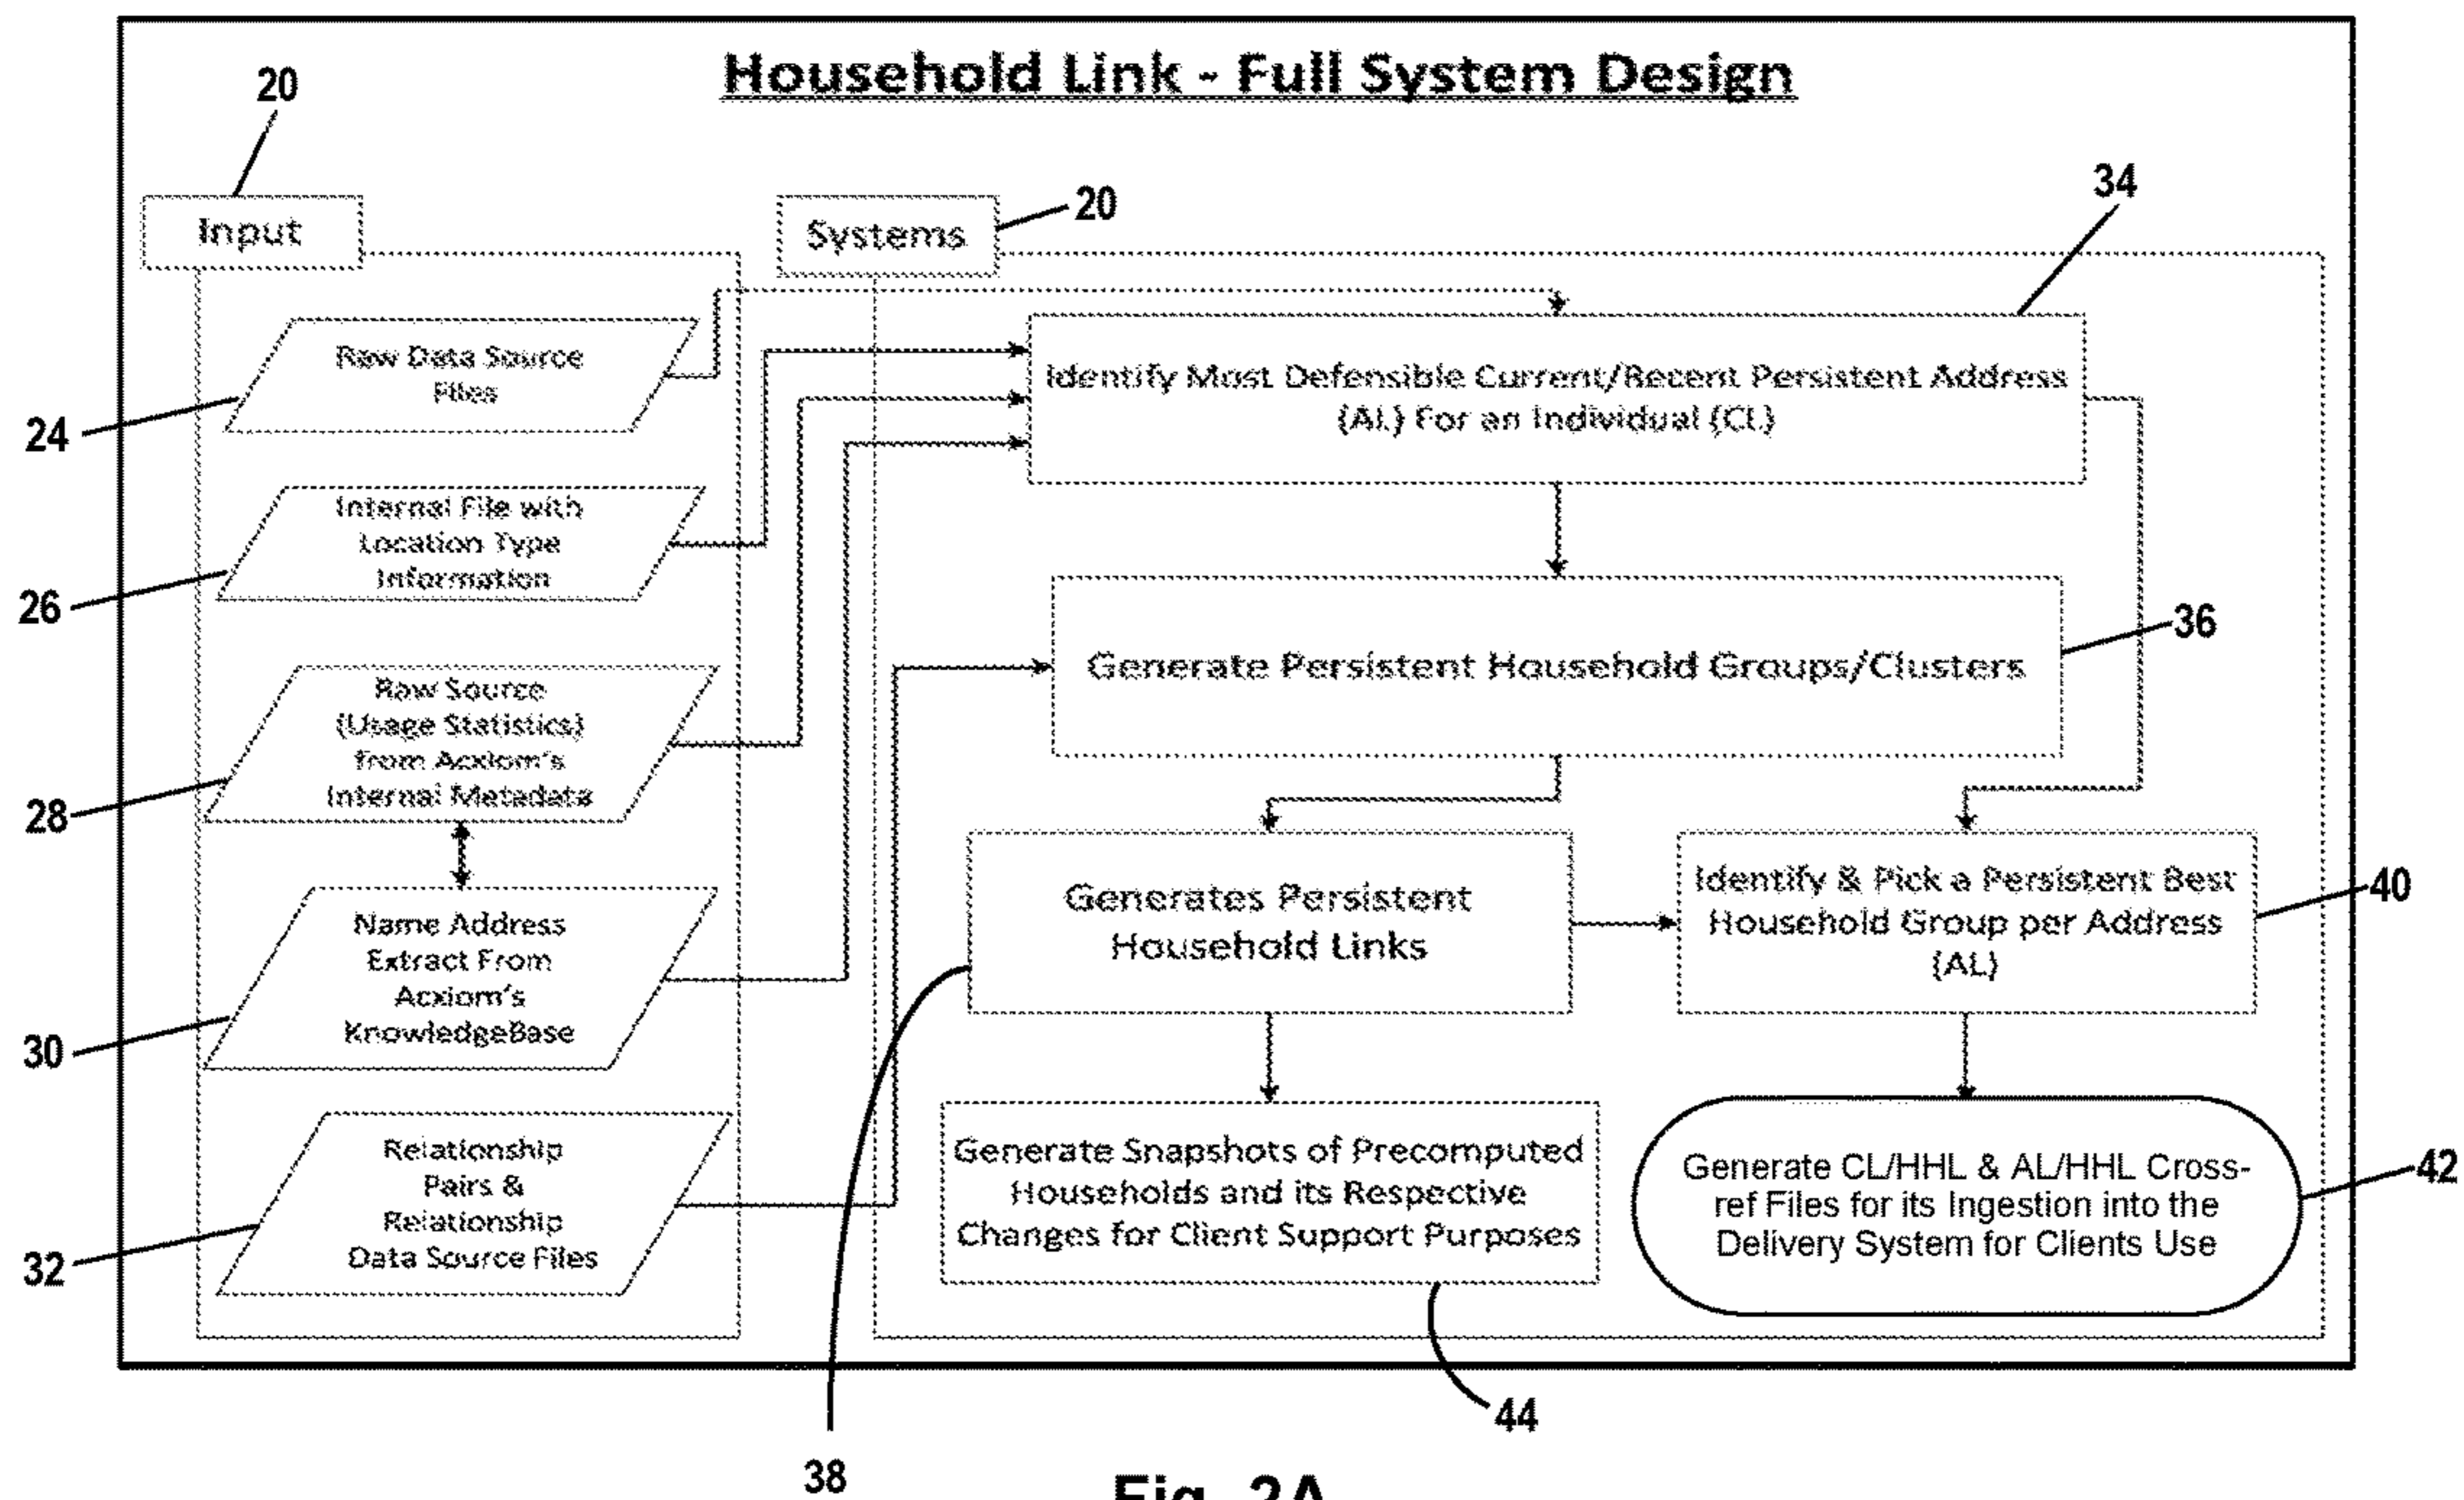 Household Link - Full System Design
20
Input
Systems
20
34
Raw Data Source
Files
24
Internal File with
Location Type
Information
26
Raw Source
(Usage Statistics)
from Acxiom's
Internal Metadata
28
Name Address
Extract From
Acxiom's
KnowledgeBase
30
Relationship
Pairs &
Relationship
Data Source Files
32
Identify Most Defensible Current/Recent Persistent Address
(AL) For an Individual (CL)
Generate Persistent Household Groups/Clusters
36
Generates Persistent
Household Links
38
Identify & Pick a Persistent Best
Household Group per Address
(AL)
40
Generate Snapshots of Precomputed
Households and its Respective
Changes for Client Support Purposes
44
Generate CL/HHL & AL/HHL Cross-
ref Files for its Ingestion into the
Delivery System for Clients Use
42
Fig. 2A